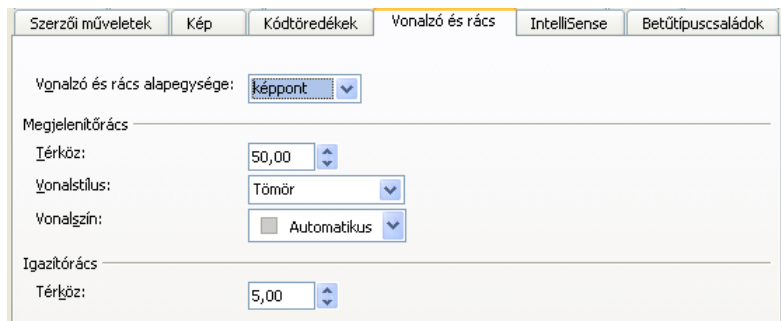 Szerzői műveletek Kép Kódtöredékek Vonalzó és rács IntelliSense Betűtípuscsaládok
Vonalzó és rács alapegysége: képpont
Megjelenítőrács
Térköz: 50,00
Vonalstílus: Tömör
Vonalszín: Automatikus
Igazítórács
Térköz: 5,00